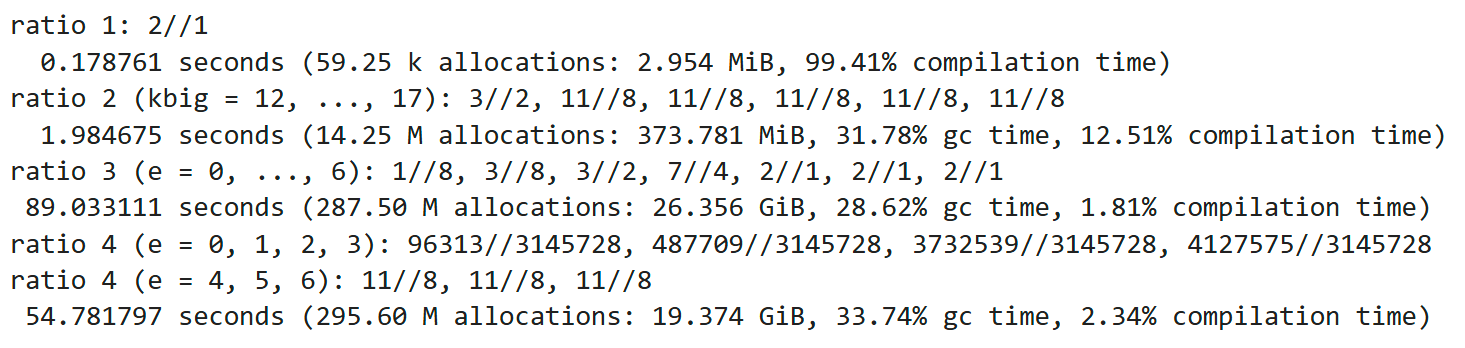 ratio 1: 2//1
  0.178761 seconds (59.25 k allocations: 2.954 MiB, 99.41% compilation time)
ratio 2 (kbig = 12, ..., 17): 3//2, 11//8, 11//8, 11//8, 11//8, 11//8
  1.984675 seconds (14.25 M allocations: 373.781 MiB, 31.78% gc time, 12.51% compilation time)
ratio 3 (e = 0, ..., 6): 1//8, 3//8, 3//2, 7//4, 2//1, 2//1, 2//1
 89.033111 seconds (287.50 M allocations: 26.356 GiB, 28.62% gc time, 1.81% compilation time)
ratio 4 (e = 0, 1, 2, 3): 96313//3145728, 487709//3145728, 3732539//3145728, 4127575//3145728
ratio 4 (e = 4, 5, 6): 11//8, 11//8, 11//8
 54.781797 seconds (295.60 M allocations: 19.374 GiB, 33.74% gc time, 2.34% compilation time)